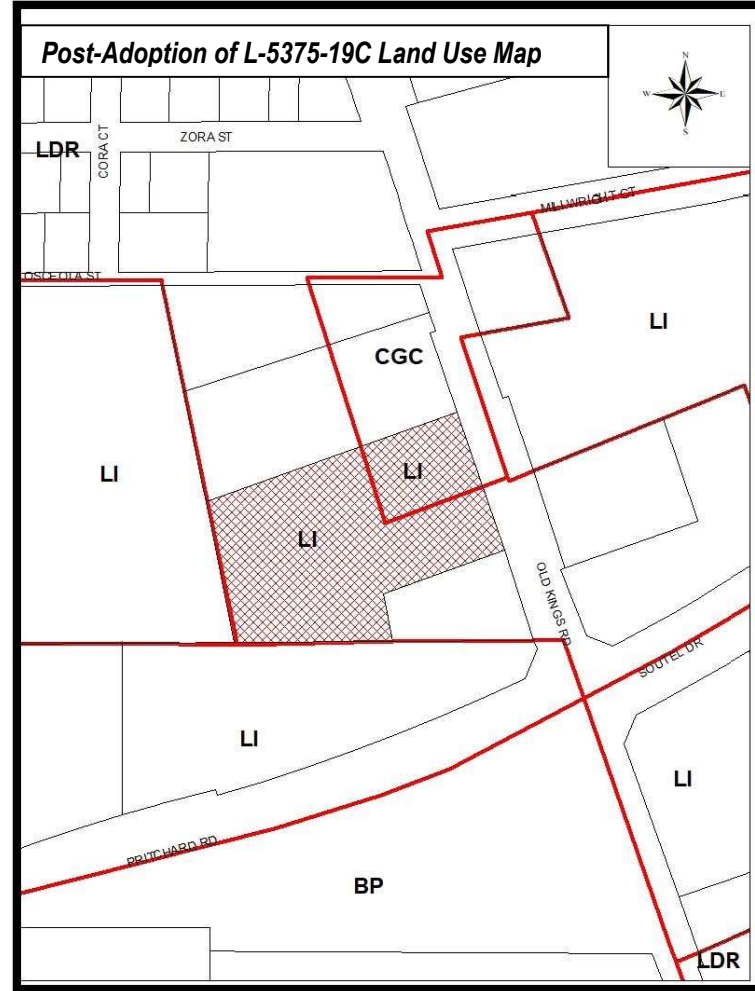 Post-Adoption of L-5375-19C Land Use Map
N
W
E
S
LDR
CORA CT
ZORA ST
MILLWRIGHT CT
OSCEOLA ST
LI
CGC
LI
LI
LI
OLD KINGS RD
SOUTEL DR
LI
LI
PRITCHARD RD
BP
LDR